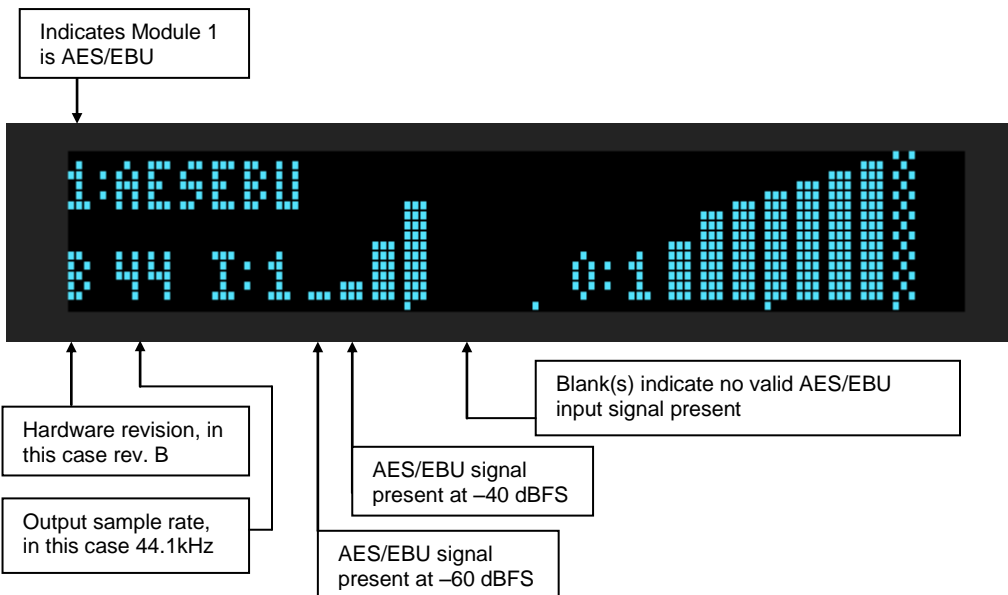 Indicates Module 1
is AES/EBU
1:AESEBU
B 44 I:1 O:1
Blank(s) indicate no valid AES/EBU
input signal present
Hardware revision, in
this case rev. B
AES/EBU signal
present at –40 dBFS
Output sample rate,
in this case 44.1kHz
AES/EBU signal
present at –60 dBFS